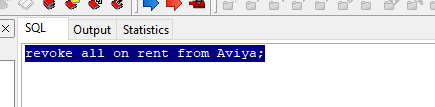 SQL Output Statistics
revoke all on rent from Aviya;